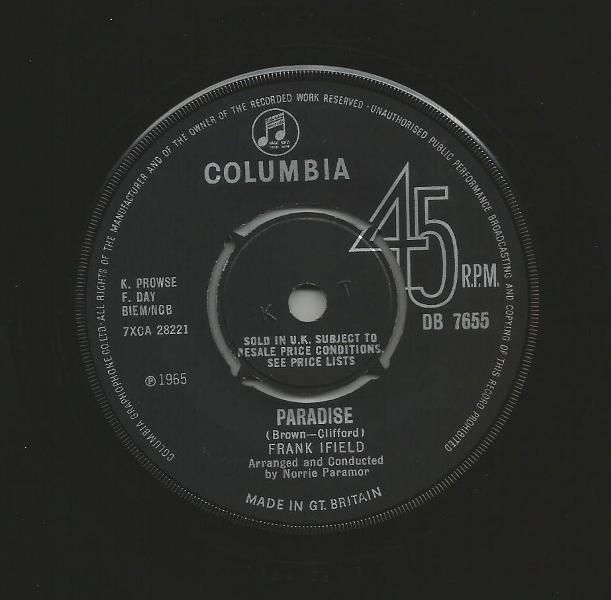 COLUMBIA GRAPHOPHONE CO. LTD· ALL RIGHTS OF THE MANUFACTURER AND OF THE OWNER OF THE RECORDED WORK RESERVED · UNAUTHORISED PUBLIC PERFORMANCE BROADCASTING AND COPYING OF THIS RECORD PROHIBITED
COLUMBIA
45 R.P.M.
K. PROWSE
F. DAY
BIEM/NCB
7XCA 28221
DB 7655
K T
SOLD IN U.K. SUBJECT TO
RESALE PRICE CONDITIONS.
SEE PRICE LISTS
℗ 1965
PARADISE
(Brown—Clifford)
FRANK IFIELD
Arranged and Conducted
by Norrie Paramor
MADE IN GT. BRITAIN